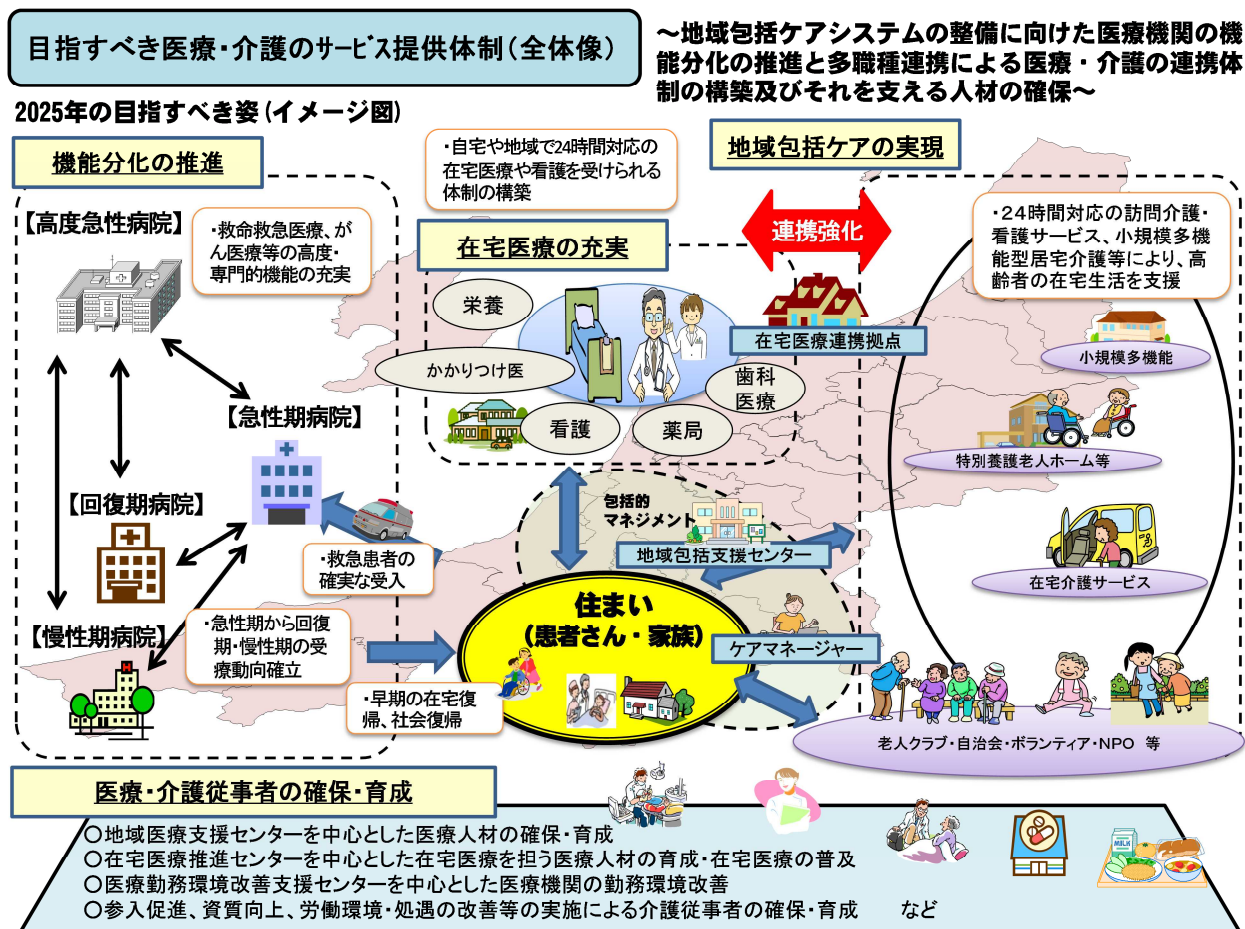 目指すべき医療・介護のサービス提供体制(全体像)
～地域包括ケアシステムの整備に向けた医療機関の機
能分化の推進と多職種連携による医療・介護の連携体
制の構築及びそれを支える人材の確保～
2025年の目指すべき姿(イメージ図)
機能分化の推進
【高度急性病院】
・救命救急医療、が
ん医療等の高度・
専門的機能の充実
【急性期病院】
【回復期病院】
・救急患者の
確実な受入
【慢性期病院】
・急性期から回復
期・慢性期の受
療動向確立
・早期の在宅復
帰、社会復帰
・自宅や地域で24時間対応の
在宅医療や看護を受けられる
体制の構築
在宅医療の充実
栄養
かかりつけ医
看護
薬局
歯科
医療
連携強化
在宅医療連携拠点
包括的
マネジメント
地域包括支援センター
住まい
(患者さん・家族)
ケアマネージャー
地域包括ケアの実現
・24時間対応の訪問介護・
看護サービス、小規模多機
能型居宅介護等により、高
齢者の在宅生活を支援
小規模多機能
特別養護老人ホーム等
在宅介護サービス
老人クラブ・自治会・ボランティア・NPO 等
医療・介護従事者の確保・育成
○地域医療支援センターを中心とした医療人材の確保・育成
○在宅医療推進センターを中心とした在宅医療を担う医療人材の育成・在宅医療の普及
○医療勤務環境改善支援センターを中心とした医療機関の勤務環境改善
○参入促進、資質向上、労働環境・処遇の改善等の実施による介護従事者の確保・育成 など
H
MILK